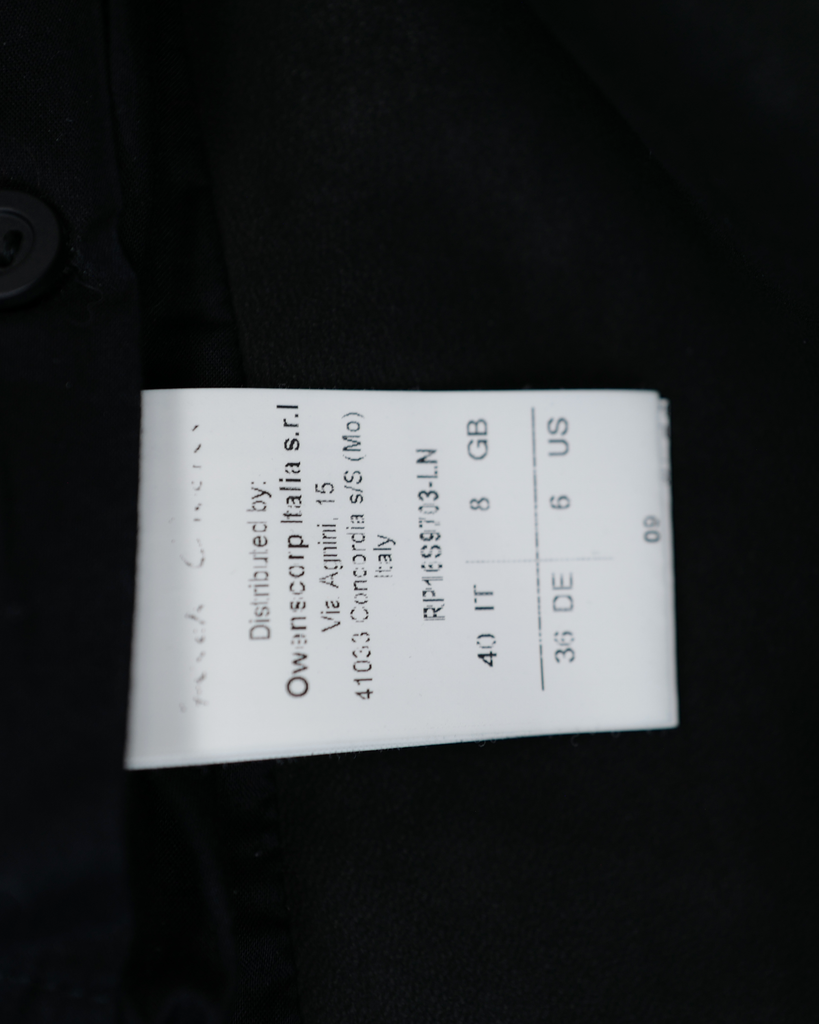 Distributed by:
Owenscorp Italia s.r.l
Via Agnini, 15
41033 Concordia s/S (Mo)
Italy
RP16S9703-LN
40 IT 8 GB
36 DE 6 US
09